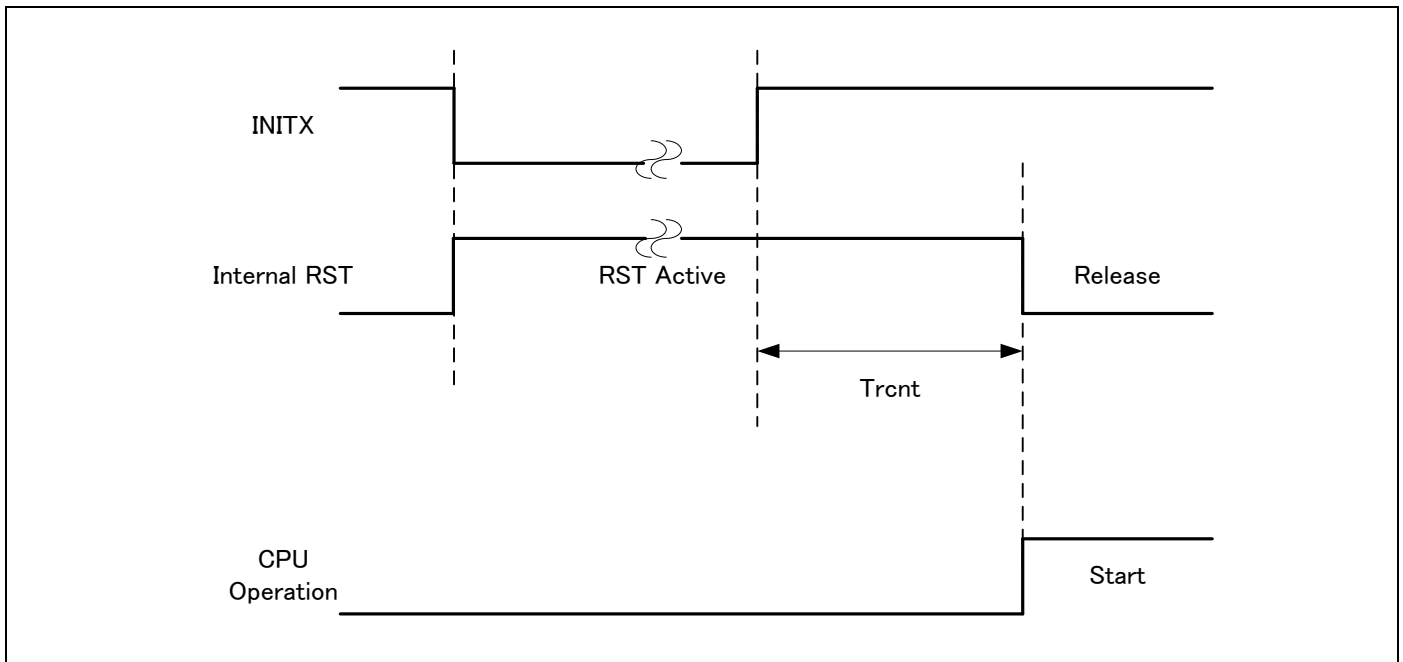 INITX
Internal RST
RST Active
Release
Trcnt
CPU
Operation
Start